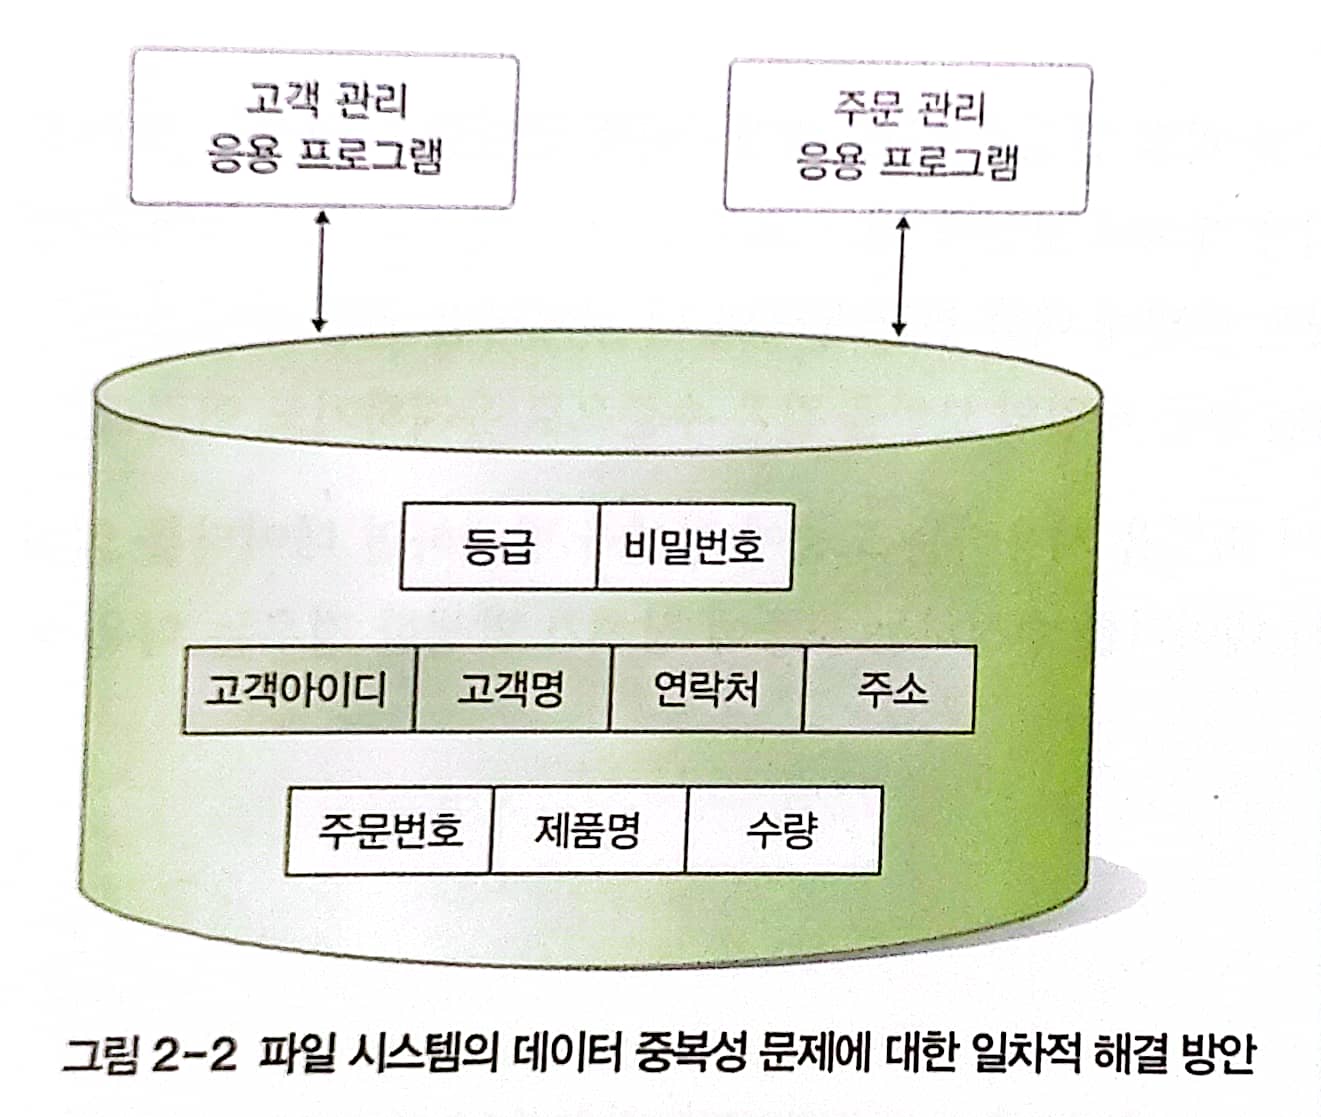 고객 관리
응용 프로그램
주문 관리
응용 프로그램
등급 비밀번호
고객아이디 고객명 연락처 주소
주문번호 제품명 수량
그림 2-2 파일 시스템의 데이터 중복성 문제에 대한 일차적 해결 방안